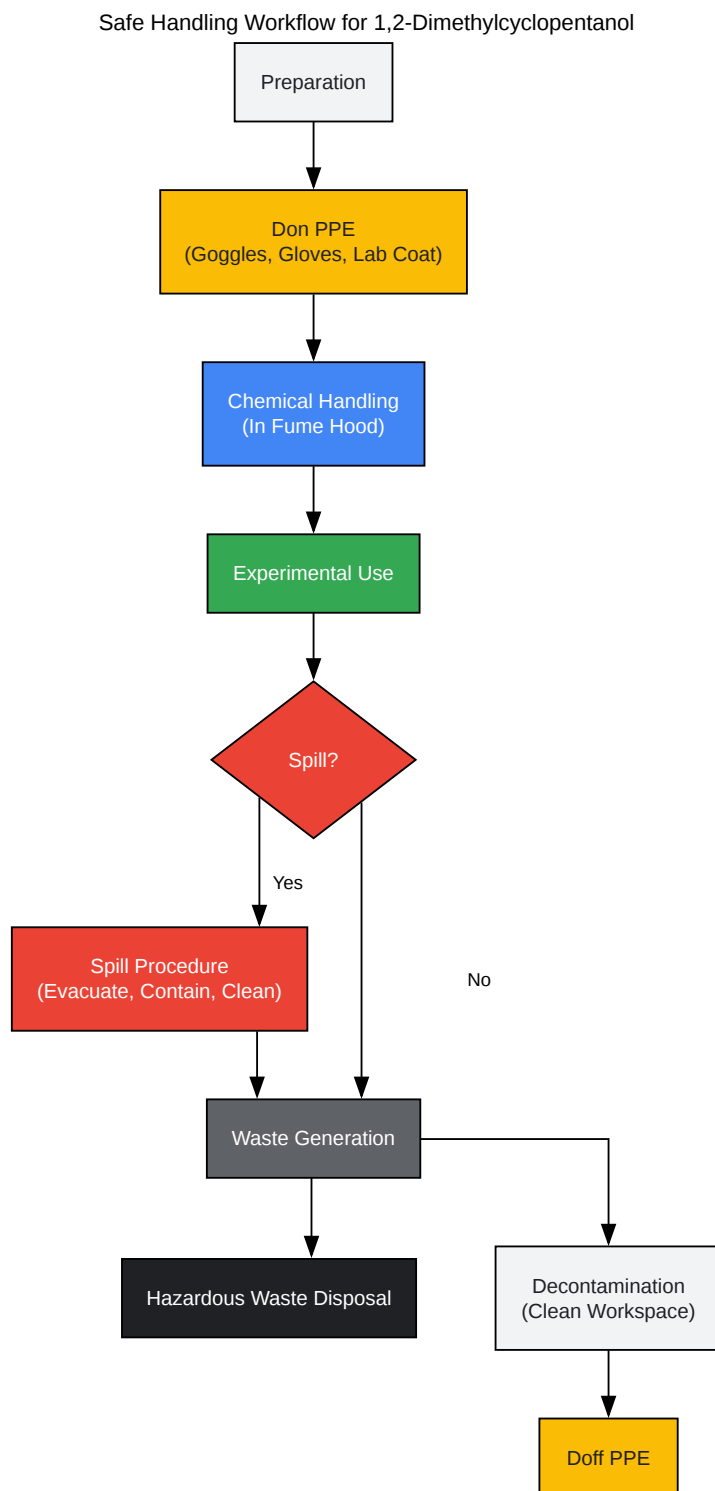 Safe Handling Workflow for 1,2-Dimethylcyclopentanol
Preparation
Don PPE
(Goggles, Gloves, Lab Coat)
Chemical Handling
(In Fume Hood)
Experimental Use
Spill?
Yes
Spill Procedure
(Evacuate, Contain, Clean)
No
Waste Generation
Hazardous Waste Disposal
Decontamination
(Clean Workspace)
Doff PPE